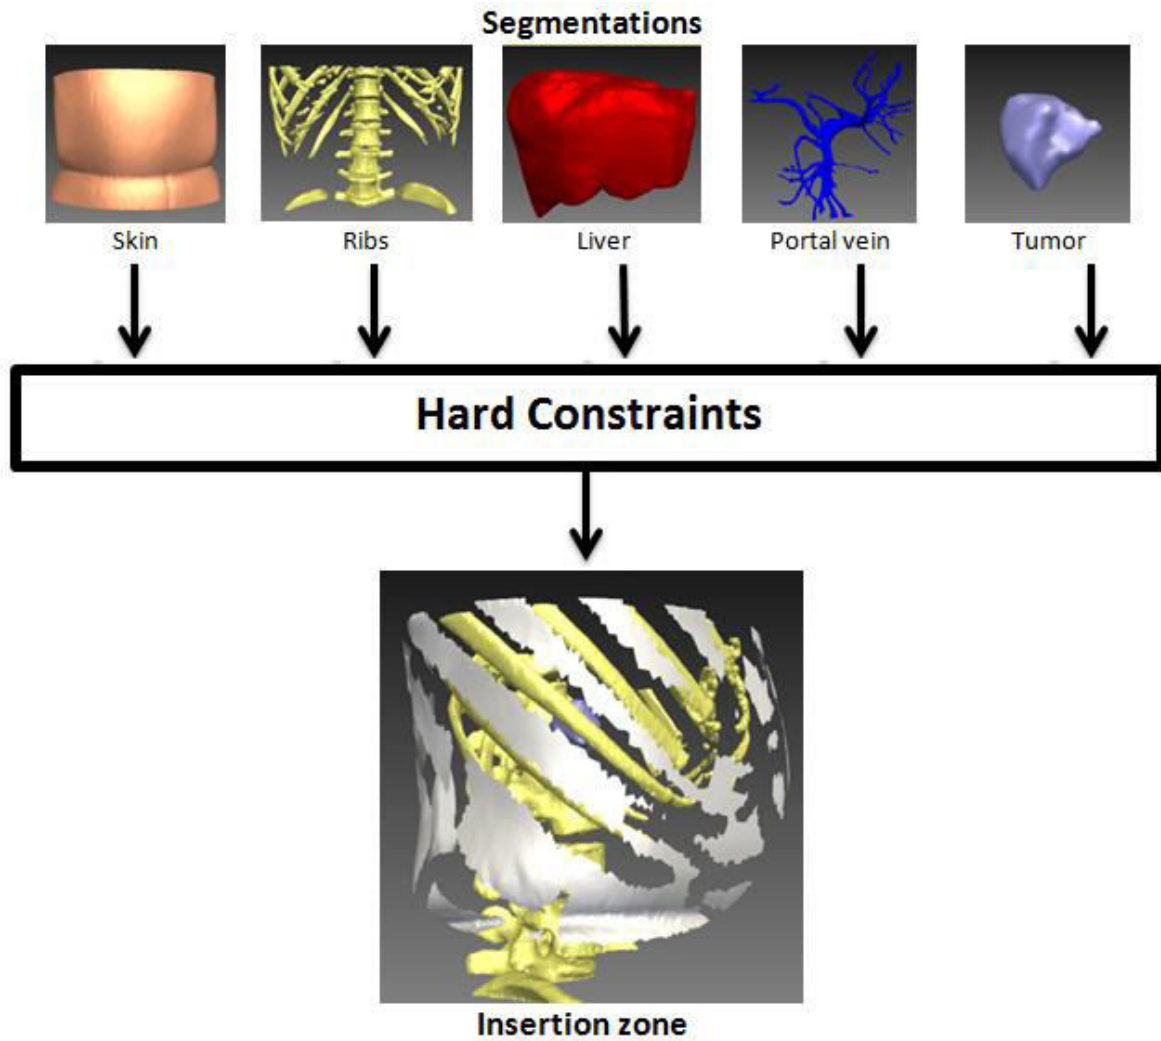 Segmentations
Skin
Ribs
Liver
Portal vein
Tumor
Hard Constraints
Insertion zone